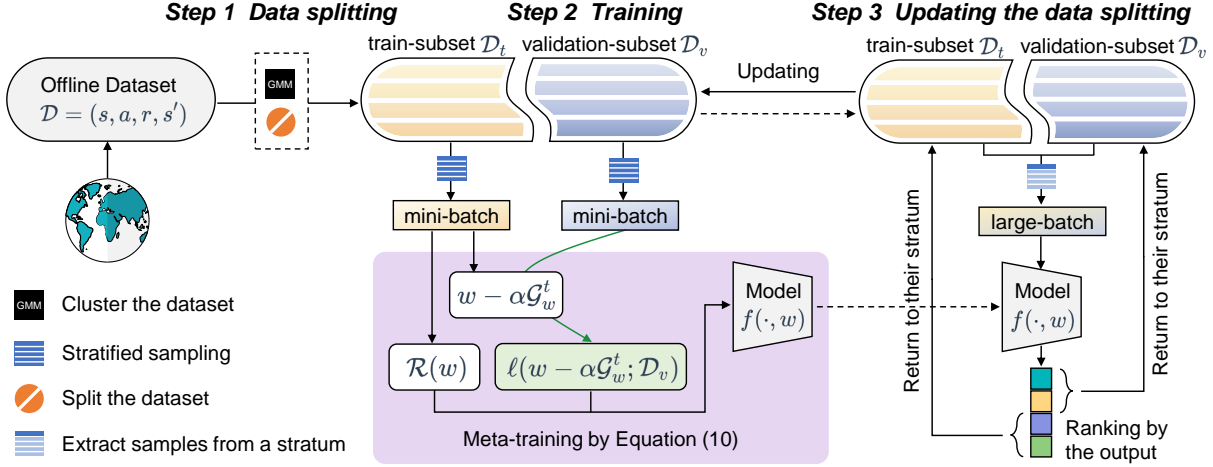 Step 1 Data splitting
Offline Dataset
𝒟 = (s, a, r, s′)
GMM
GMM
Cluster the dataset
Stratified sampling
Split the dataset
Extract samples from a stratum
Step 2 Training
train-subset 𝒟_t
validation-subset 𝒟_v
mini-batch
mini-batch
w − α𝒢_w^t
ℛ(w)
ℓ(w − α𝒢_w^t; 𝒟_v)
Model
f(·, w)
Meta-training by Equation (10)
Updating
Step 3 Updating the data splitting
train-subset 𝒟_t
validation-subset 𝒟_v
large-batch
Model
f(·, w)
Return to their stratum
Return to their stratum
Ranking by
the output